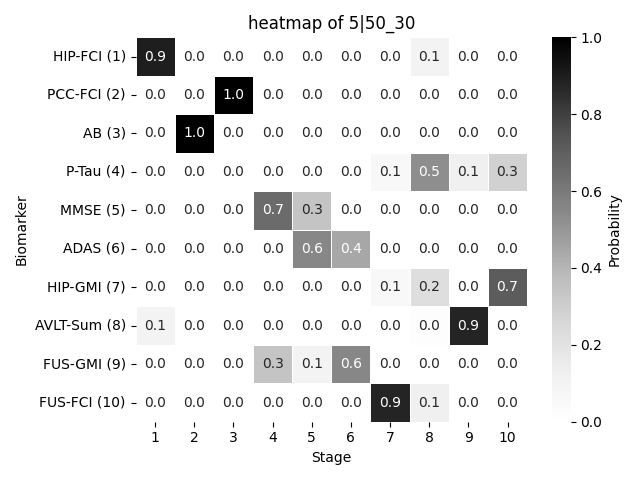 heatmap of 5|50_30
HIP-FCI (1) 0.9 0.0 0.0 0.0 0.0 0.0 0.0 0.1 0.0 0.0
PCC-FCI (2) 0.0 0.0 1.0 0.0 0.0 0.0 0.0 0.0 0.0 0.0
AB (3) 0.0 1.0 0.0 0.0 0.0 0.0 0.0 0.0 0.0 0.0
P-Tau (4) 0.0 0.0 0.0 0.0 0.0 0.0 0.1 0.5 0.1 0.3
MMSE (5) 0.0 0.0 0.0 0.7 0.3 0.0 0.0 0.0 0.0 0.0
ADAS (6) 0.0 0.0 0.0 0.0 0.6 0.4 0.0 0.0 0.0 0.0
HIP-GMI (7) 0.0 0.0 0.0 0.0 0.0 0.0 0.1 0.2 0.0 0.7
AVLT-Sum (8) 0.1 0.0 0.0 0.0 0.0 0.0 0.0 0.0 0.9 0.0
FUS-GMI (9) 0.0 0.0 0.0 0.3 0.1 0.6 0.0 0.0 0.0 0.0
FUS-FCI (10) 0.0 0.0 0.0 0.0 0.0 0.0 0.9 0.1 0.0 0.0
1 2 3 4 5 6 7 8 9 10
Stage
Biomarker
1.0
0.8
0.6
0.4
0.2
0.0
Probability